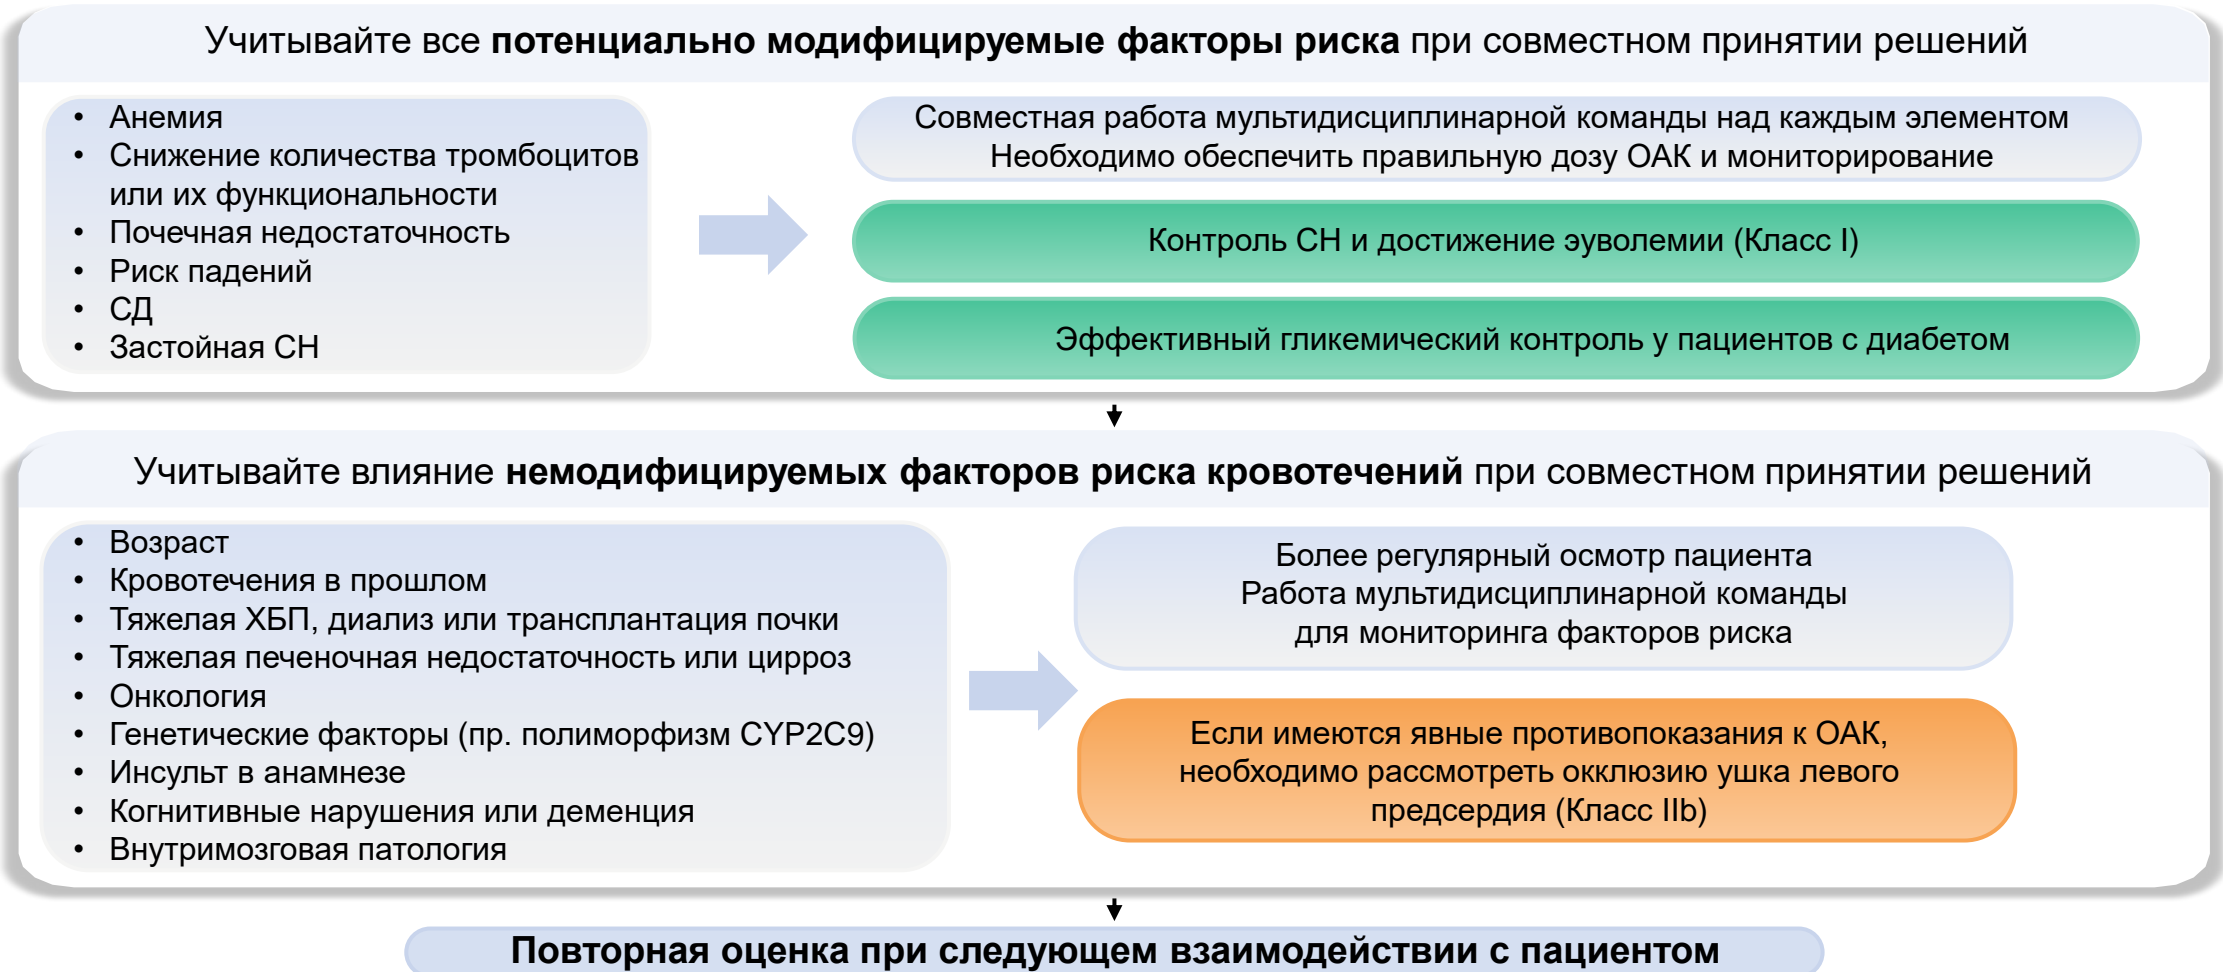 Учитывайте все потенциально модифицируемые факторы риска при совместном принятии решений
• Анемия
• Снижение количества тромбоцитов
или их функциональности
• Почечная недостаточность
• Риск падений
• СД
• Застойная СН
Совместная работа мультидисциплинарной команды над каждым элементом
Необходимо обеспечить правильную дозу ОАК и мониторирование
Контроль СН и достижение эуволемии (Класс I)
Эффективный гликемический контроль у пациентов с диабетом
Учитывайте влияние немодифицируемых факторов риска кровотечений при совместном принятии решений
• Возраст
• Кровотечения в прошлом
• Тяжелая ХБП, диализ или трансплантация почки
• Тяжелая печеночная недостаточность или цирроз
• Онкология
• Генетические факторы (пр. полиморфизм CYP2C9)
• Инсульт в анамнезе
• Когнитивные нарушения или деменция
• Внутримозговая патология
Более регулярный осмотр пациента
Работа мультидисциплинарной команды
для мониторинга факторов риска
Если имеются явные противопоказания к ОАК,
необходимо рассмотреть окклюзию ушка левого
предсердия (Класс IIb)
Повторная оценка при следующем взаимодействии с пациентом